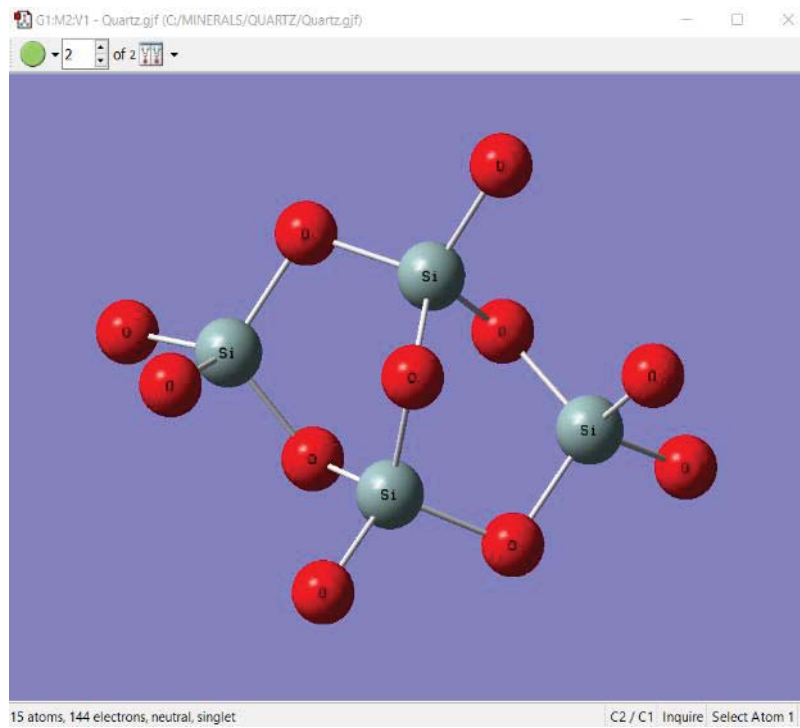 G1:M2:V1 - Quartz.gjf (C:/MINERALS/QUARTZ/Quartz.gjf)
2 of 2
O
O
Si
O
O
Si
O
O
O
O
Si
O
O
Si
O
O
O
15 atoms, 144 electrons, neutral, singlet
C2 / C1 Inquire Select Atom 1